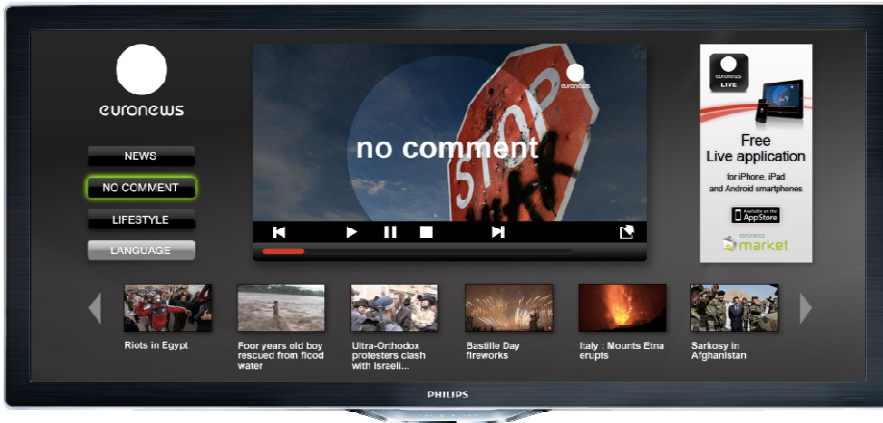 euronews
NEWS
NO COMMENT
LIFESTYLE
LANGUAGE
euronews
STOP
no comment
euronews
LIVE
Free
Live application
for iPhone, iPad
and Android smartphones
Available on the
AppStore
ANDROID
market
Riots in Egypt
Foor years old boy
rescued from flood
water
Ultra-Orthodox
protesters clash
with Israeli...
Bastille Day
fireworks
Italy : Mounts Etna
erupts
Sarkosy in
Afghanistan
PHILIPS